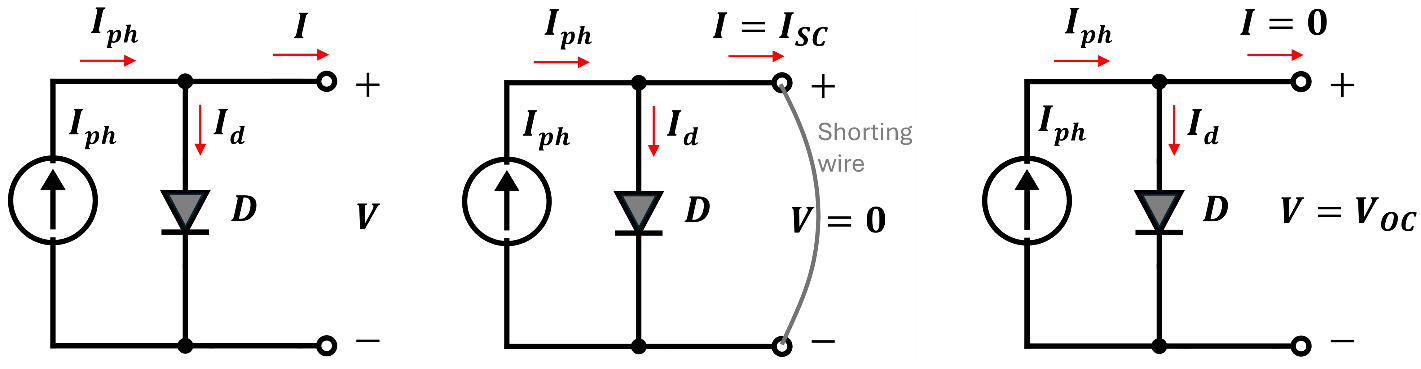 I_ph
I
I_ph
I_d
D
+
V
−
I_ph
I = I_SC
I_ph
I_d
D
+
Shorting
wire
V = 0
−
I_ph
I = 0
I_ph
I_d
D
+
V = V_OC
−